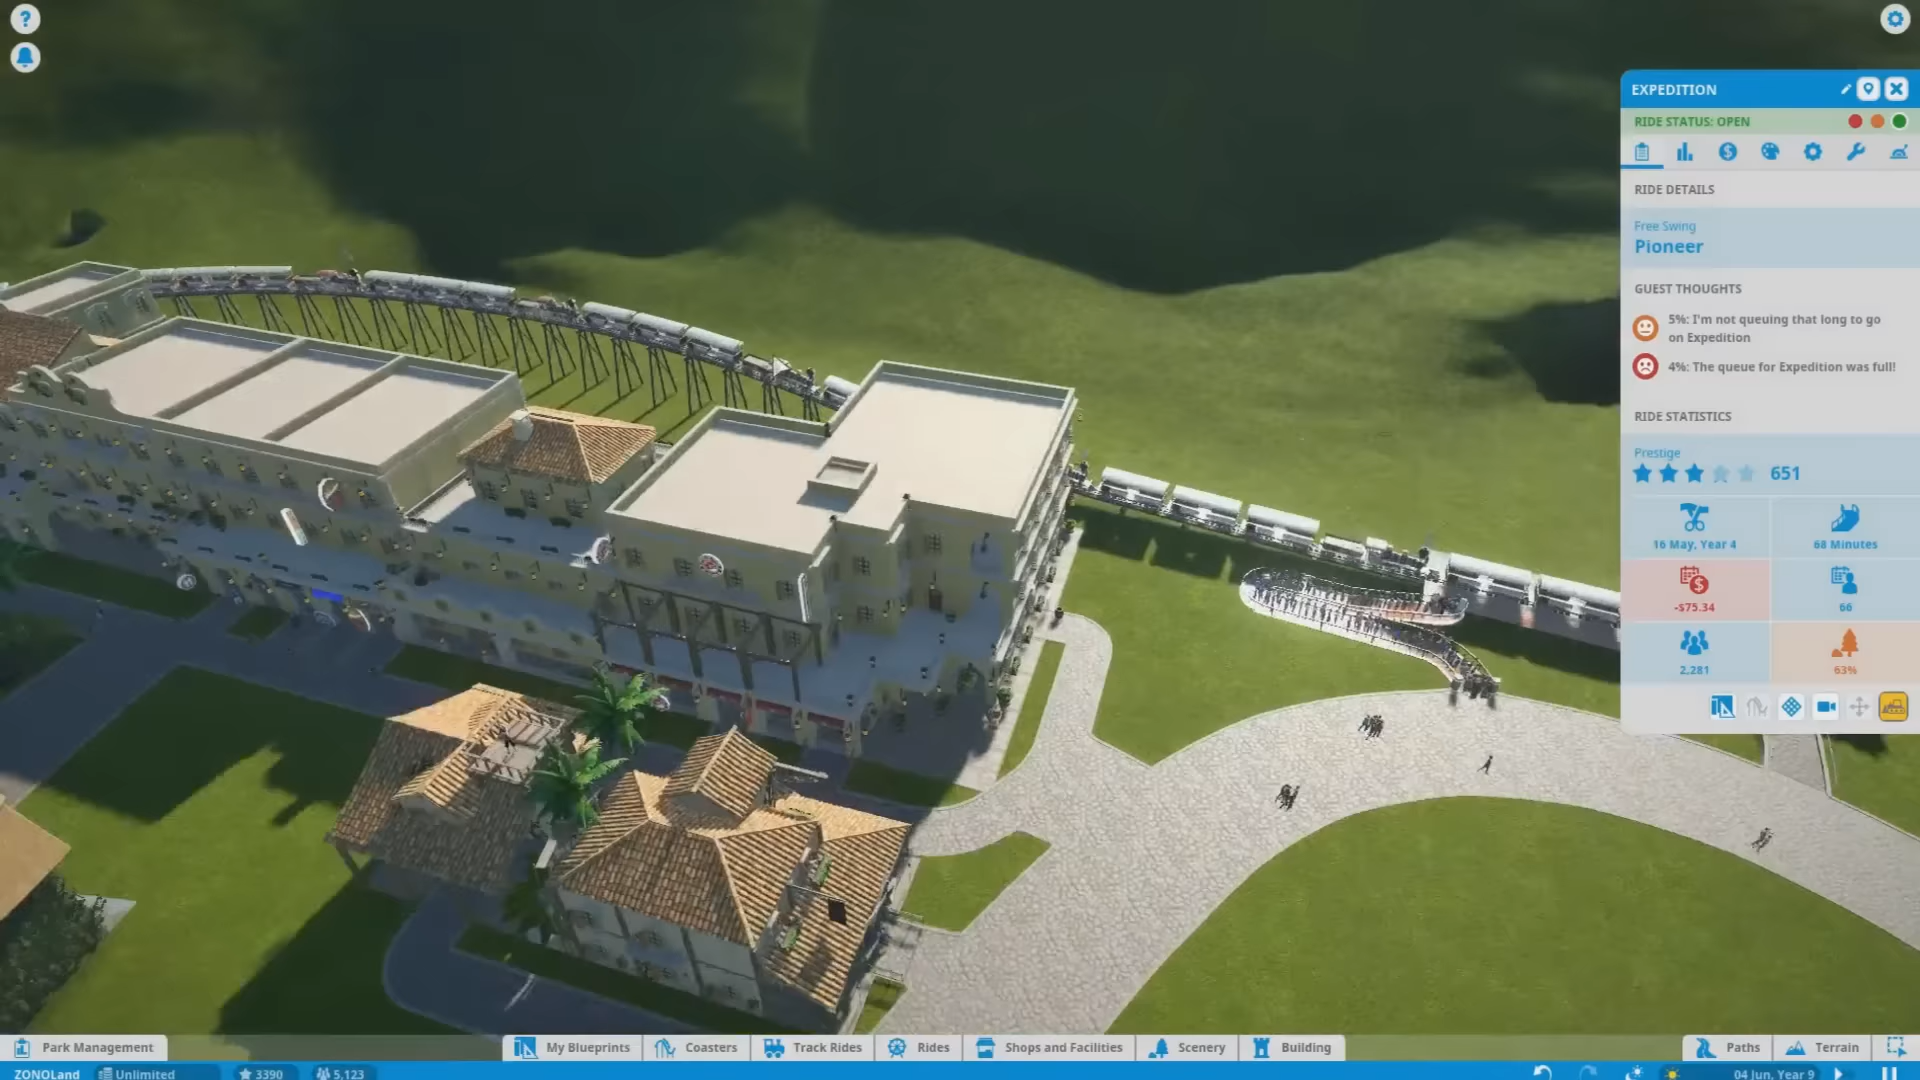 ?
EXPEDITION
RIDE STATUS: OPEN
RIDE DETAILS
Free Swing
Pioneer
GUEST THOUGHTS
5%: I'm not queuing that long to go
on Expedition
4%: The queue for Expedition was full!
RIDE STATISTICS
Prestige
651
16 May, Year 4
68 Minutes
-$75.34
66
2,281
63%
Park Management
My Blueprints
Coasters
Track Rides
Rides
Shops and Facilities
Scenery
Building
Paths
Terrain
ZONOLand
Unlimited
3390
5,123
04 Jun, Year 9